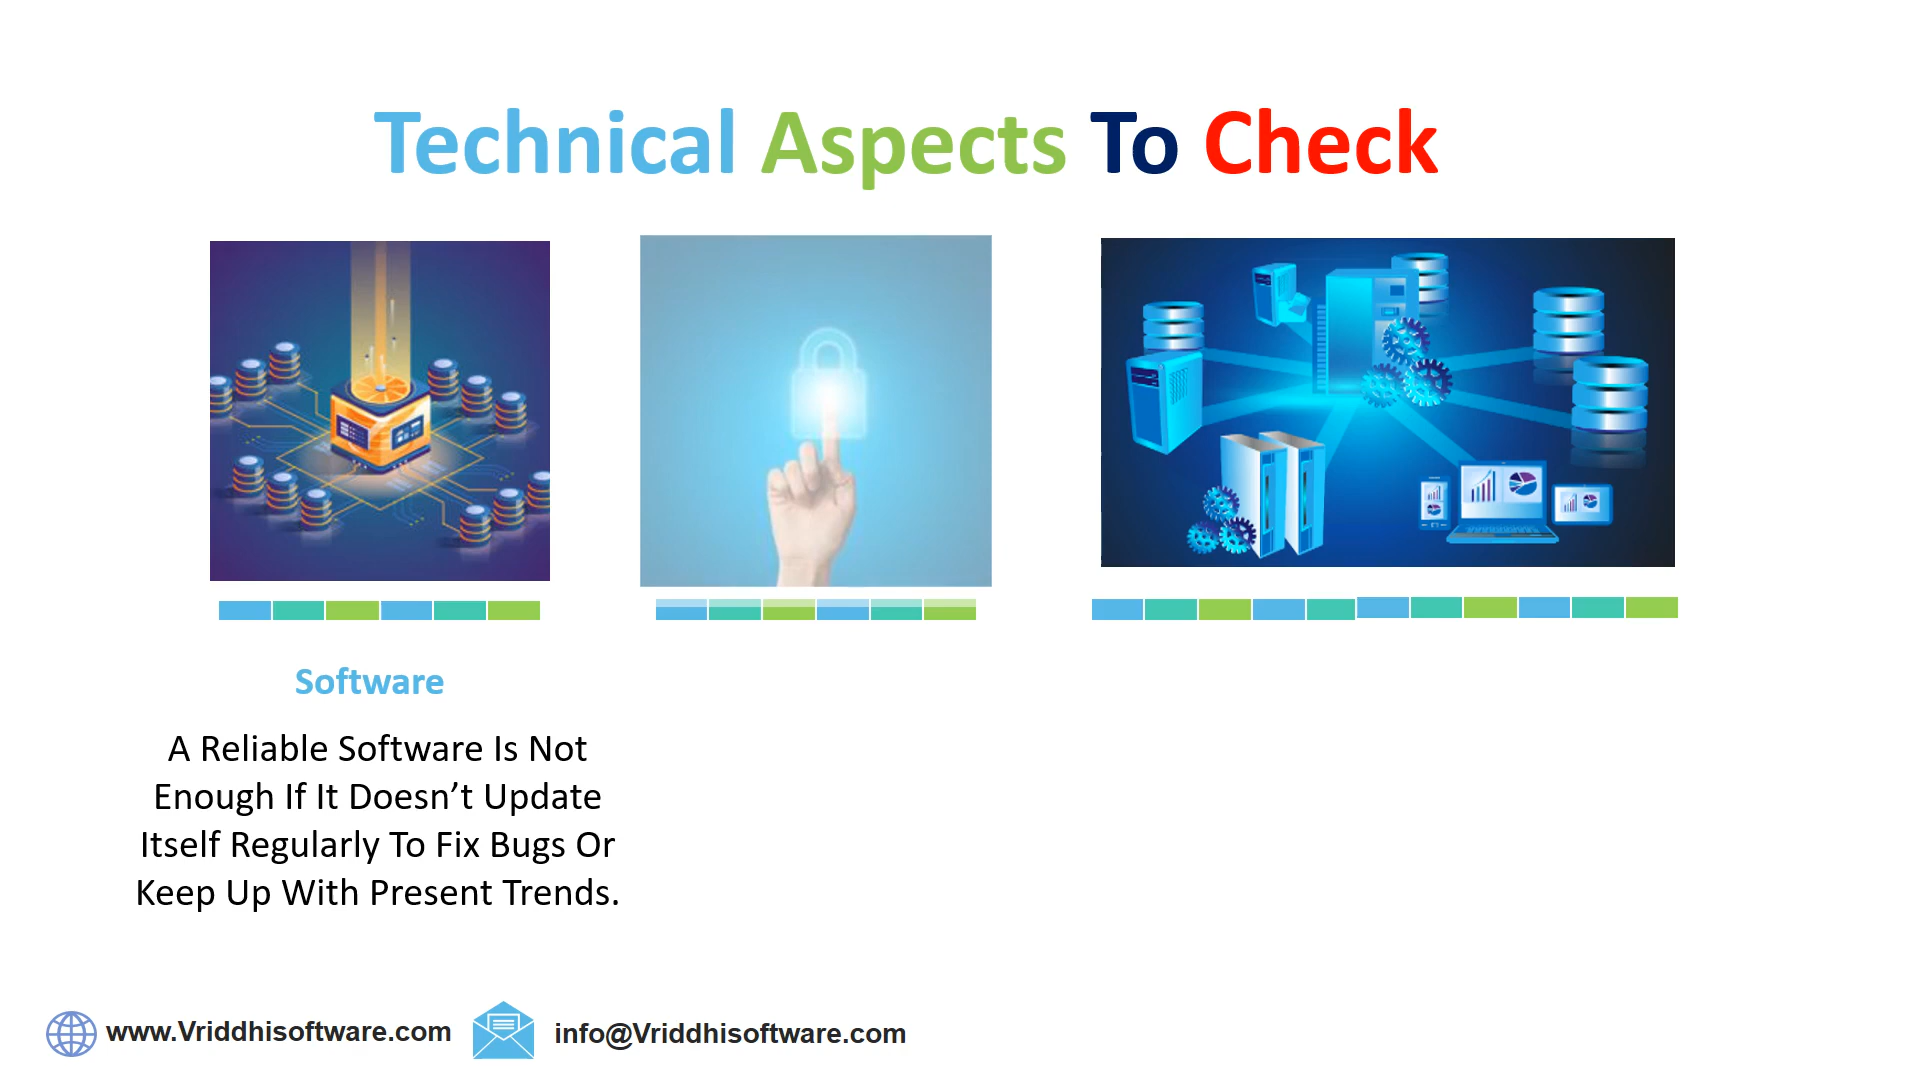 Technical Aspects To Check
Software
A Reliable Software Is Not
Enough If It Doesn’t Update
Itself Regularly To Fix Bugs Or
Keep Up With Present Trends.
www.Vriddhisoftware.com
info@Vriddhisoftware.com